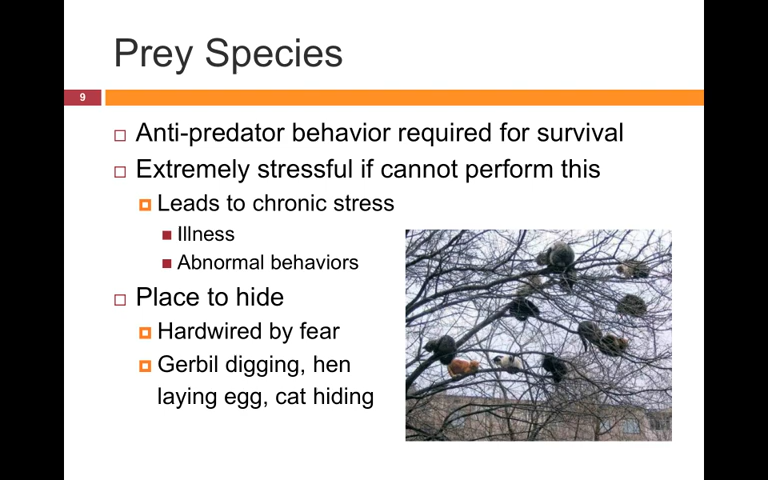 Prey Species
9
Anti-predator behavior required for survival
Extremely stressful if cannot perform this
Leads to chronic stress
Illness
Abnormal behaviors
Place to hide
Hardwired by fear
Gerbil digging, hen
laying egg, cat hiding